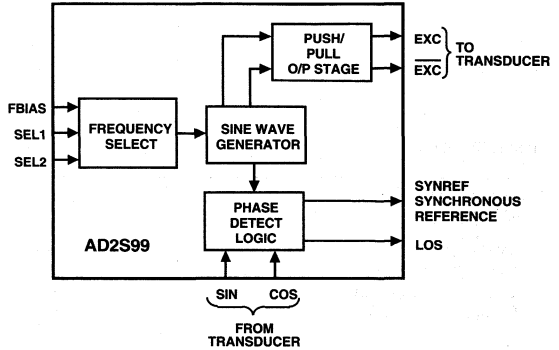 PUSH/
PULL
O/P STAGE
EXC
EXC
TO
TRANSDUCER
FBIAS
SEL1
SEL2
FREQUENCY
SELECT
SINE WAVE
GENERATOR
PHASE
DETECT
LOGIC
SYNREF
SYNCHRONOUS
REFERENCE
LOS
AD2S99
SIN
COS
FROM
TRANSDUCER